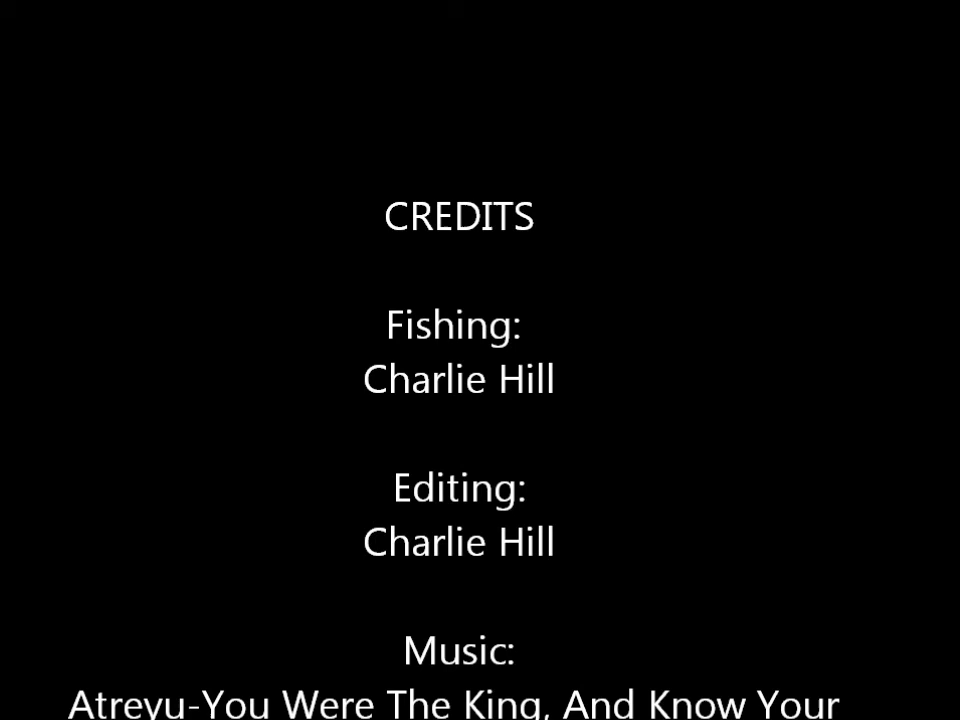 CREDITS
Fishing:
Charlie Hill
Editing:
Charlie Hill
Music:
Atreyu-You Were The King, And Know Your